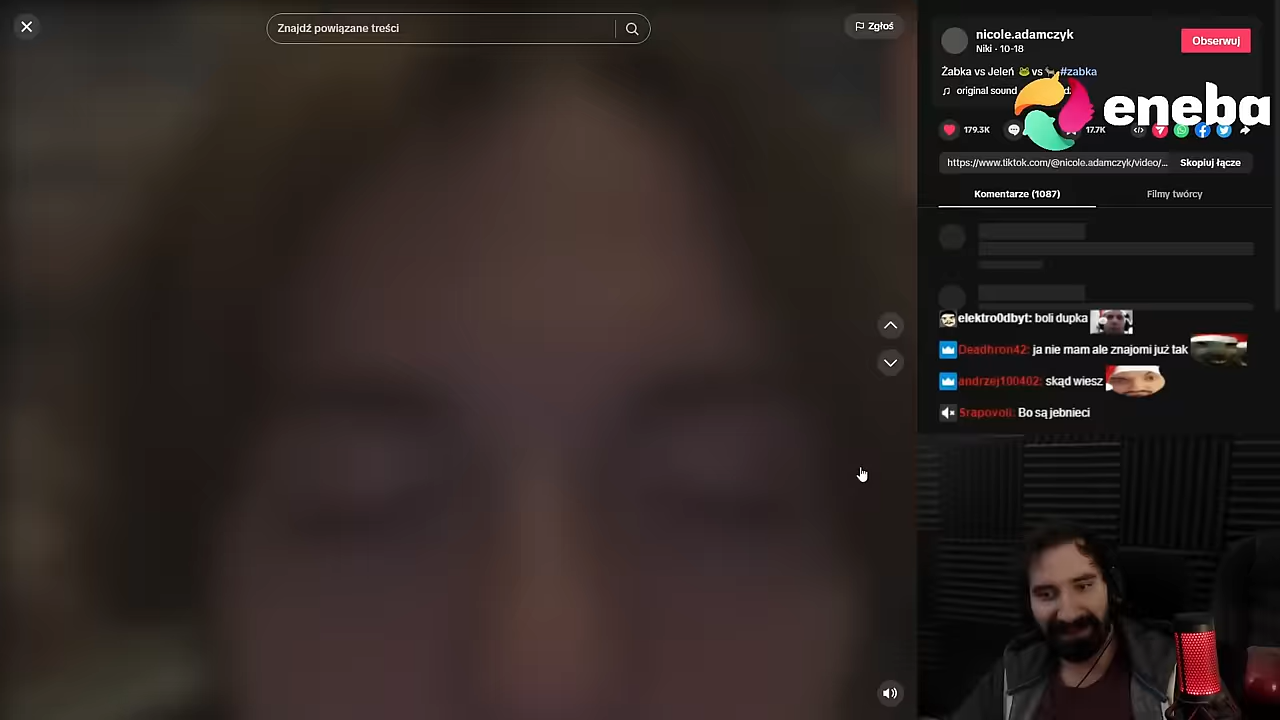 Znajdź powiązane treści
Zgłoś
nicole.adamczyk
Niki · 10-18
Obserwuj
Żabka vs Jeleń 🐸 vs 🦌 #zabka
original sound
eneba
179.3K
17.7K
https://www.tiktok.com/@nicole.adamczyk/video/...
Skopiuj łącze
Komentarze (1087)
Filmy twórcy
elektro0dbyt: boli dupka
Deadhron42: ja nie mam ale znajomi już tak
andrzej100402: skąd wiesz
Srapovoli: Bo są jebnieci